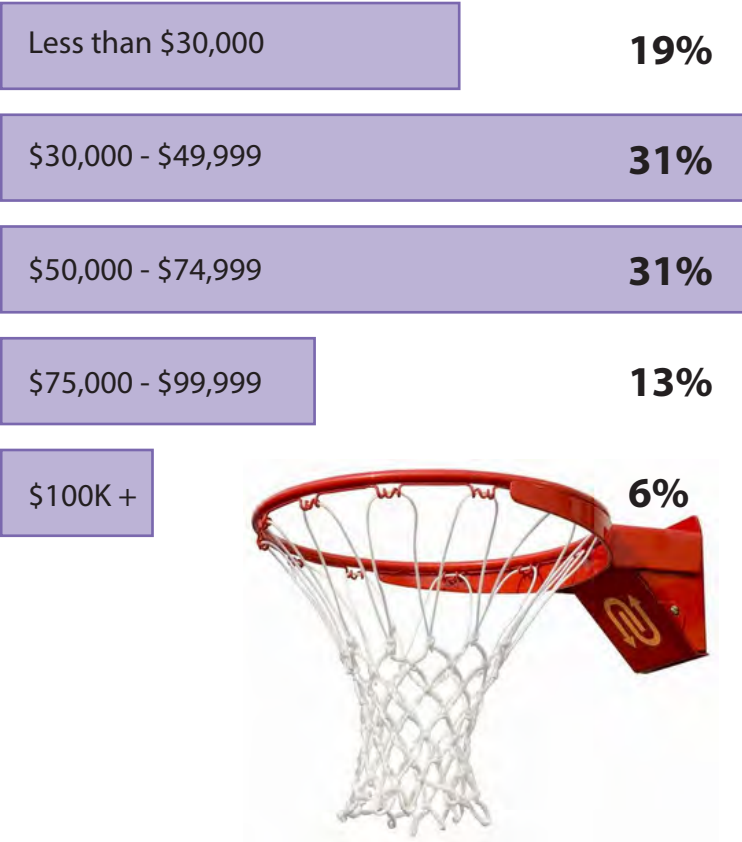 Less than $30,000 19%
$30,000 - $49,999 31%
$50,000 - $74,999 31%
$75,000 - $99,999 13%
$100K + 6%